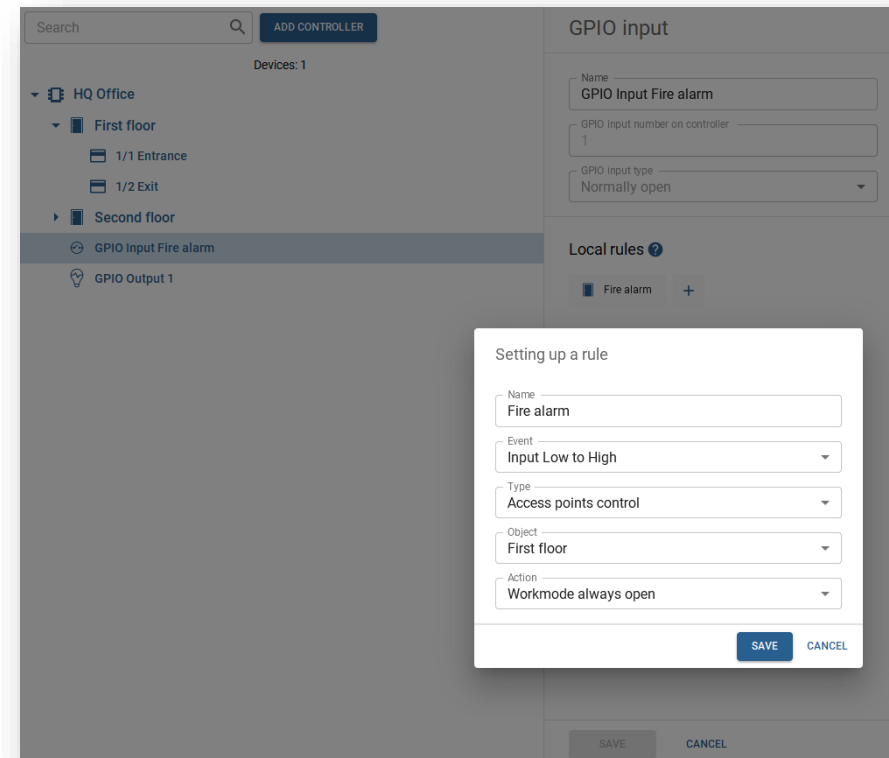 Search
ADD CONTROLLER
Devices: 1
HQ Office
First floor
1/1 Entrance
1/2 Exit
Second floor
GPIO Input Fire alarm
GPIO Output 1
GPIO input
Name
GPIO Input Fire alarm
GPIO input number on controller
1
GPIO input type
Normally open
Local rules ?
Fire alarm +
Setting up a rule
Name
Fire alarm
Event
Input Low to High
Type
Access points control
Object
First floor
Action
Workmode always open
SAVE CANCEL
SAVE CANCEL